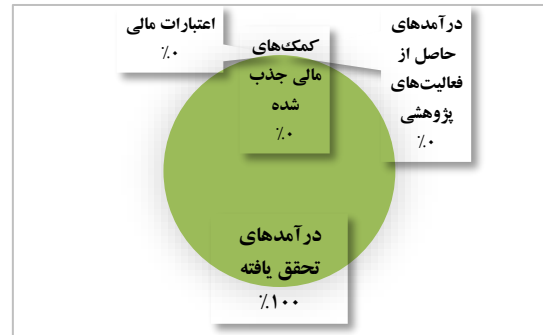 درآمدهای
حاصل از
فعالیت‌های
پژوهشی
٪۰
کمک‌های
مالی جذب
شده
٪۰
اعتبارات مالی
٪۰
درآمدهای
تحقق یافته
٪۱۰۰